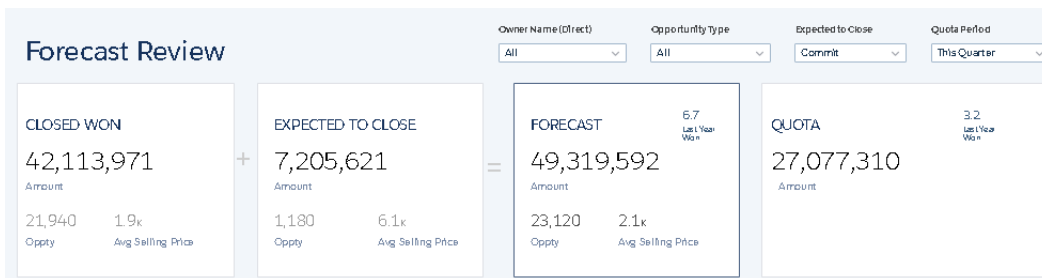 Forecast Review
Owner Name (Direct)
All
Opportunity Type
All
Expected to Close
Commit
Quota Period
This Quarter
CLOSED WON
42,113,971
Amount
21,940
Oppty
1.9K
Avg Selling Price
+
EXPECTED TO CLOSE
7,205,621
Amount
1,180
Oppty
6.1K
Avg Selling Price
=
FORECAST
6.7
Last Year
Won
49,319,592
Amount
23,120
Oppty
2.1K
Avg Selling Price
QUOTA
3.2
Last Year
Won
27,077,310
Amount